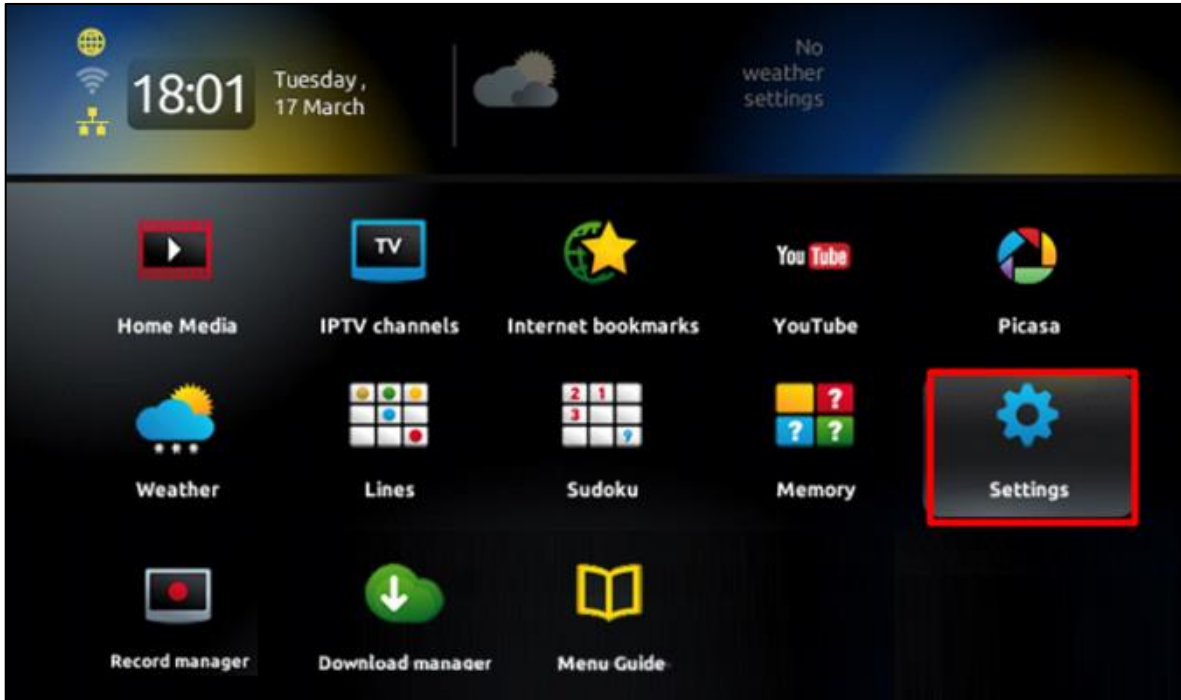 18:01
Tuesday,
17 March
No
weather
settings
TV
You Tube
Home Media
IPTV channels
Internet bookmarks
YouTube
Picasa
2 1
3
9
?
? ?
Weather
Lines
Sudoku
Memory
Settings
Record manager
Download manager
Menu Guide